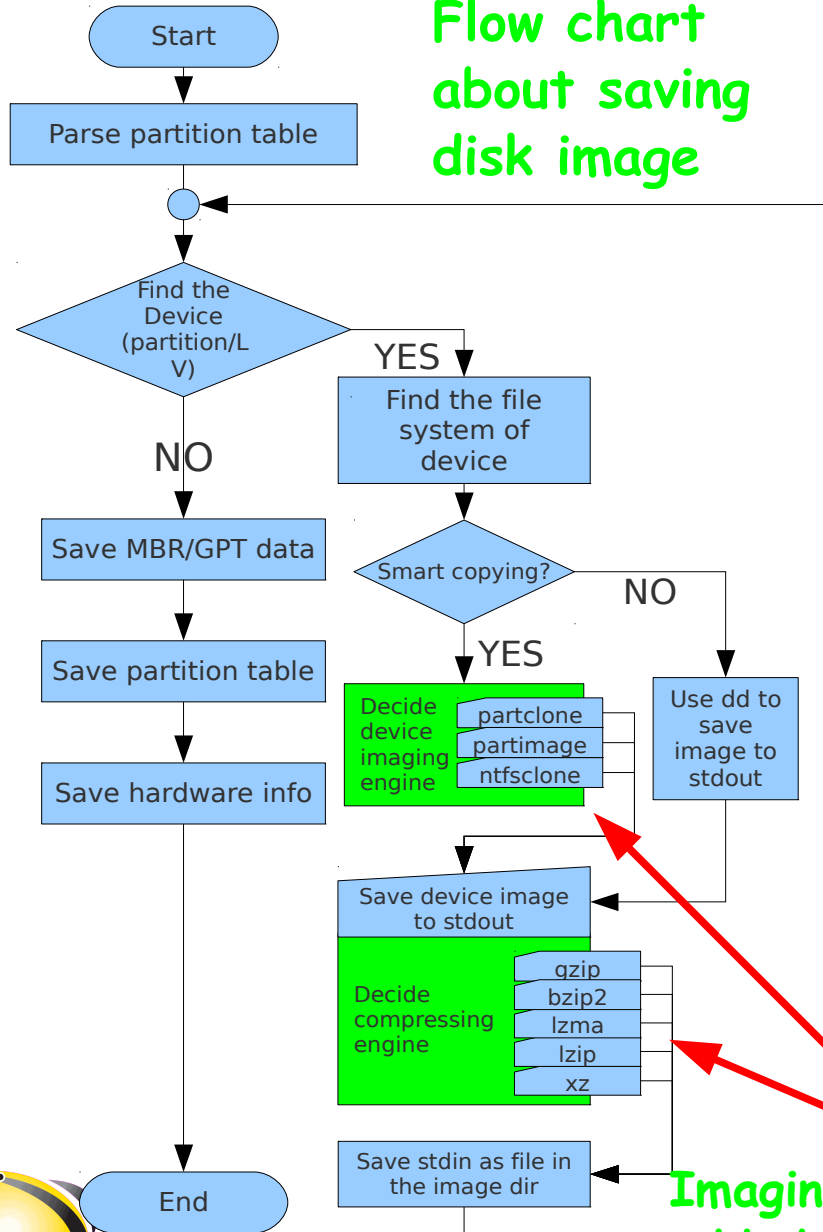 Flow chart
about saving
disk image
Start
Parse partition table
Find the
Device
(partition/L
V)
YES
NO
Find the file
system of
device
Save MBR/GPT data
Smart copying?
NO
YES
Save partition table
Decide
device
imaging
engine
partclone
partimage
ntfsclone
Use dd to
save
image to
stdout
Save hardware info
Save device image
to stdout
Decide
compressing
engine
gzip
bzip2
lzma
lzip
xz
Save stdin as file in
the image dir
End
Imagin